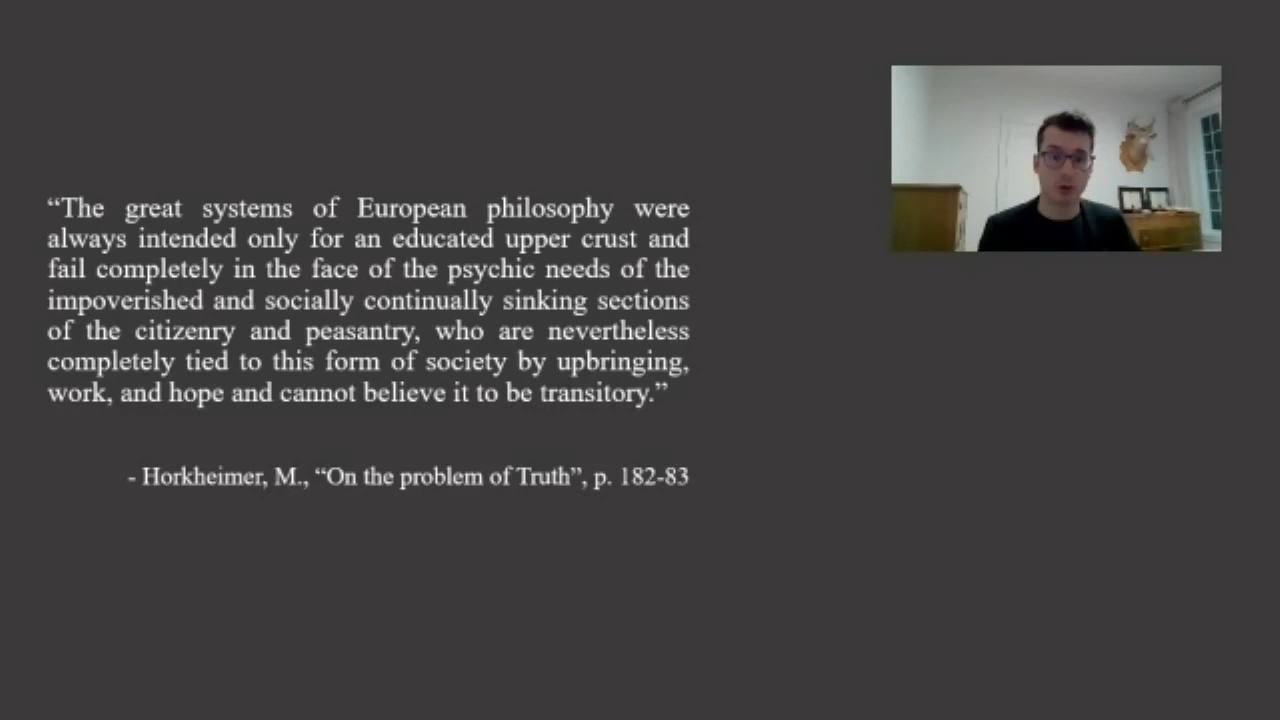 “The great systems of European philosophy were
always intended only for an educated upper crust and
fail completely in the face of the psychic needs of the
impoverished and socially continually sinking sections
of the citizenry and peasantry, who are nevertheless
completely tied to this form of society by upbringing,
work, and hope and cannot believe it to be transitory.”
- Horkheimer, M., “On the problem of Truth”, p. 182-83